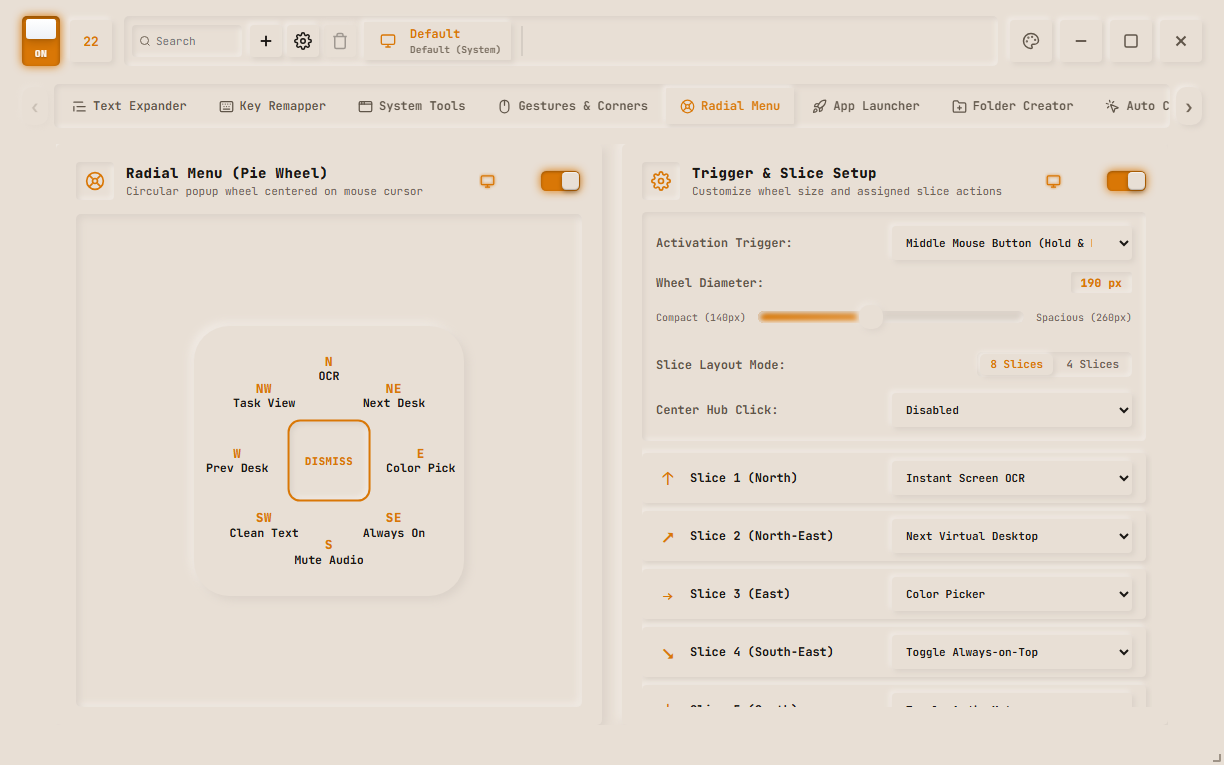 ON
22
Search
Default
Default (System)
Text Expander
Key Remapper
System Tools
Gestures & Corners
Radial Menu
App Launcher
Folder Creator
Auto C
Radial Menu (Pie Wheel)
Circular popup wheel centered on mouse cursor
N
OCR
NW
Task View
NE
Next Desk
W
Prev Desk
DISMISS
E
Color Pick
SW
Clean Text
SE
Always On
S
Mute Audio
Trigger & Slice Setup
Customize wheel size and assigned slice actions
Activation Trigger:
Middle Mouse Button (Hold &
Wheel Diameter:
190 px
Compact (140px)
Spacious (260px)
Slice Layout Mode:
8 Slices
4 Slices
Center Hub Click:
Disabled
Slice 1 (North)
Instant Screen OCR
Slice 2 (North-East)
Next Virtual Desktop
Slice 3 (East)
Color Picker
Slice 4 (South-East)
Toggle Always-on-Top